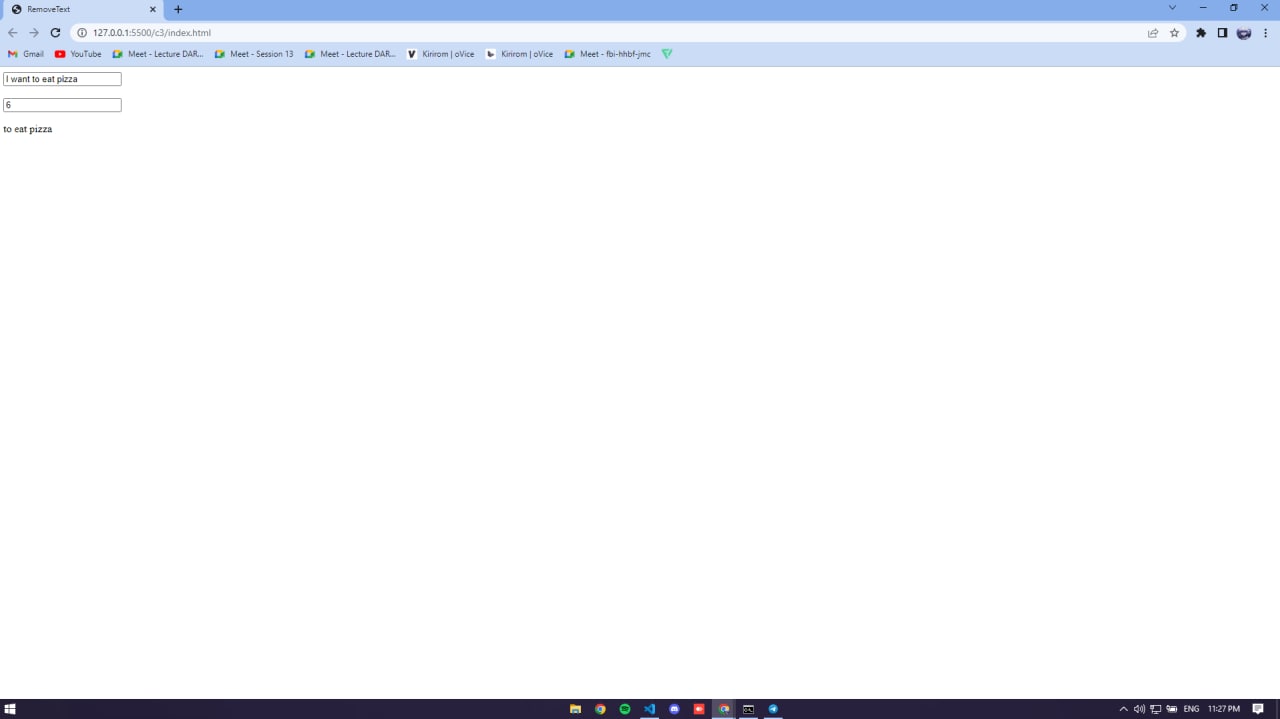 RemoveText
127.0.0.1:5500/c3/index.html
Gmail YouTube Meet - Lecture DAR... Meet - Session 13 Meet - Lecture DAR... Kirirom | oVice Kirirom | oVice Meet - fbi-hhbf-jmc
I want to eat pizza
6
to eat pizza
ENG 11:27 PM